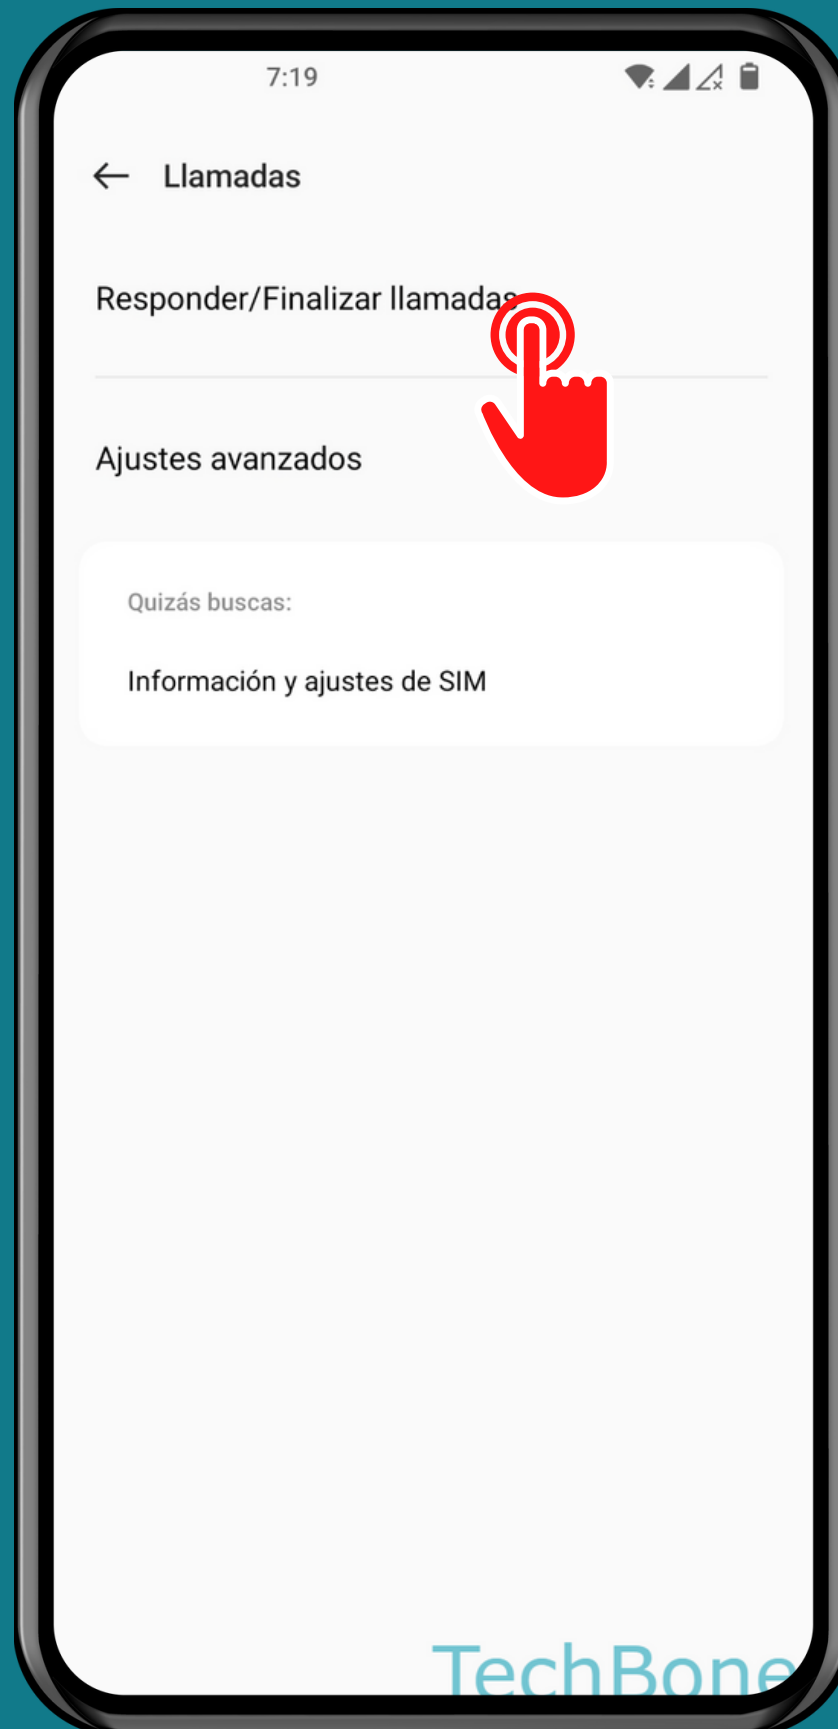 7:19
Llamadas
Responder/Finalizar llamadas
Ajustes avanzados
Quizás buscas:
Información y ajustes de SIM
TechBone